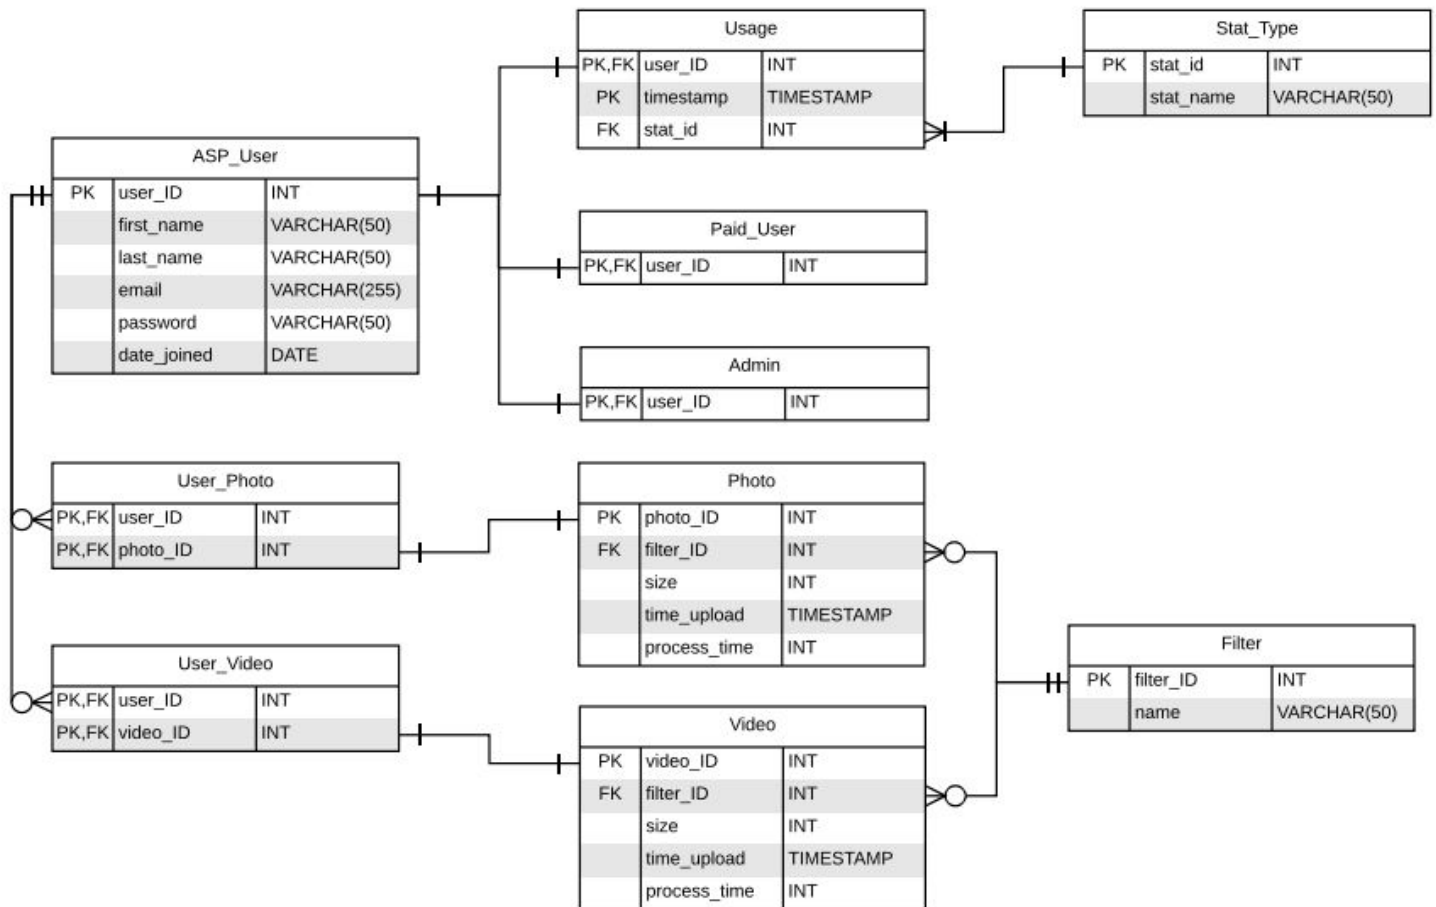 Usage
PK,FK user_ID INT
PK timestamp TIMESTAMP
FK stat_id INT
Stat_Type
PK stat_id INT
stat_name VARCHAR(50)
ASP_User
PK user_ID INT
first_name VARCHAR(50)
last_name VARCHAR(50)
email VARCHAR(255)
password VARCHAR(50)
date_joined DATE
Paid_User
PK,FK user_ID INT
Admin
PK,FK user_ID INT
User_Photo
PK,FK user_ID INT
PK,FK photo_ID INT
Photo
PK photo_ID INT
FK filter_ID INT
size INT
time_upload TIMESTAMP
process_time INT
User_Video
PK,FK user_ID INT
PK,FK video_ID INT
Filter
PK filter_ID INT
name VARCHAR(50)
Video
PK video_ID INT
FK filter_ID INT
size INT
time_upload TIMESTAMP
process_time INT